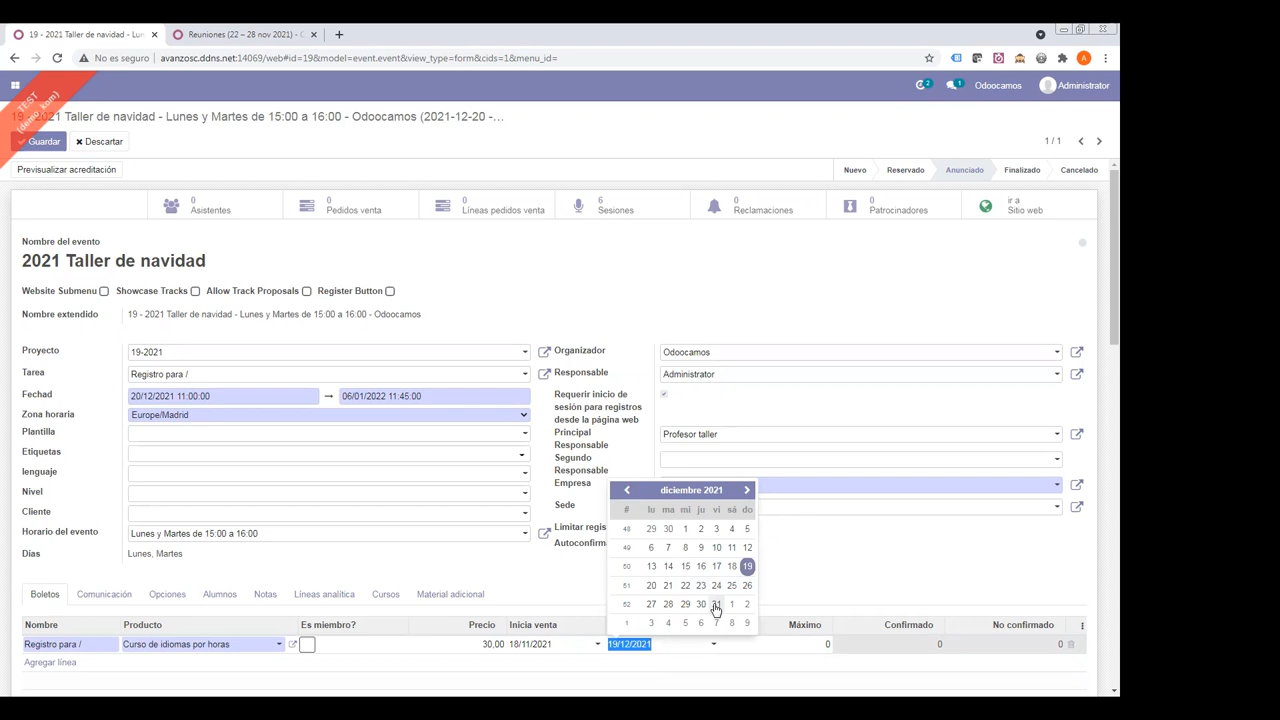 19 - 2021 Taller de navidad - Lun
Reuniones (22 – 28 nov 2021) -
No es seguro
avanzosc.ddns.net:14069/web#id=19&model=event.event&view_type=form&cids=1&menu_id=
TEST
(demo_kom)
2 1 Odoocamos Administrator
2021 Taller de navidad - Lunes y Martes de 15:00 a 16:00 - Odoocamos (2021-12-20 -...
Guardar Descartar 1 / 1
Previsualizar acreditación
Nuevo Reservado Anunciado Finalizado Cancelado
0 Asistentes
0 Pedidos venta
0 Líneas pedidos venta
6 Sesiones
0 Reclamaciones
0 Patrocinadores
ir a Sitio web
Nombre del evento
2021 Taller de navidad
Website Submenu Showcase Tracks Allow Track Proposals Register Button
Nombre extendido 19 - 2021 Taller de navidad - Lunes y Martes de 15:00 a 16:00 - Odoocamos
Proyecto 19-2021
Tarea Registro para /
Fechad 20/12/2021 11:00:00 → 06/01/2022 11:45:00
Zona horaria Europe/Madrid
Plantilla
Etiquetas
lenguaje
Nivel
Cliente
Horario del evento Lunes y Martes de 15:00 a 16:00
Días Lunes, Martes
Organizador Odoocamos
Responsable Administrator
Requerir inicio de
sesión para registros
desde la página web
Principal Profesor taller
Responsable
Segundo
Responsable
Empresa
Sede
Limitar regis
Autoconfirma
diciembre 2021
# lu ma mi ju vi sá do
48 29 30 1 2 3 4 5
49 6 7 8 9 10 11 12
50 13 14 15 16 17 18 19
51 20 21 22 23 24 25 26
52 27 28 29 30 31 1 2
1 3 4 5 6 7 8 9
Boletos Comunicación Opciones Alumnos Notas Líneas analítica Cursos Material adicional
Nombre Producto Es miembro? Precio Inicia venta Máximo Confirmado No confirmado
Registro para / Curso de idiomas por horas 30,00 18/11/2021 19/12/2021 0 0 0
Agregar línea